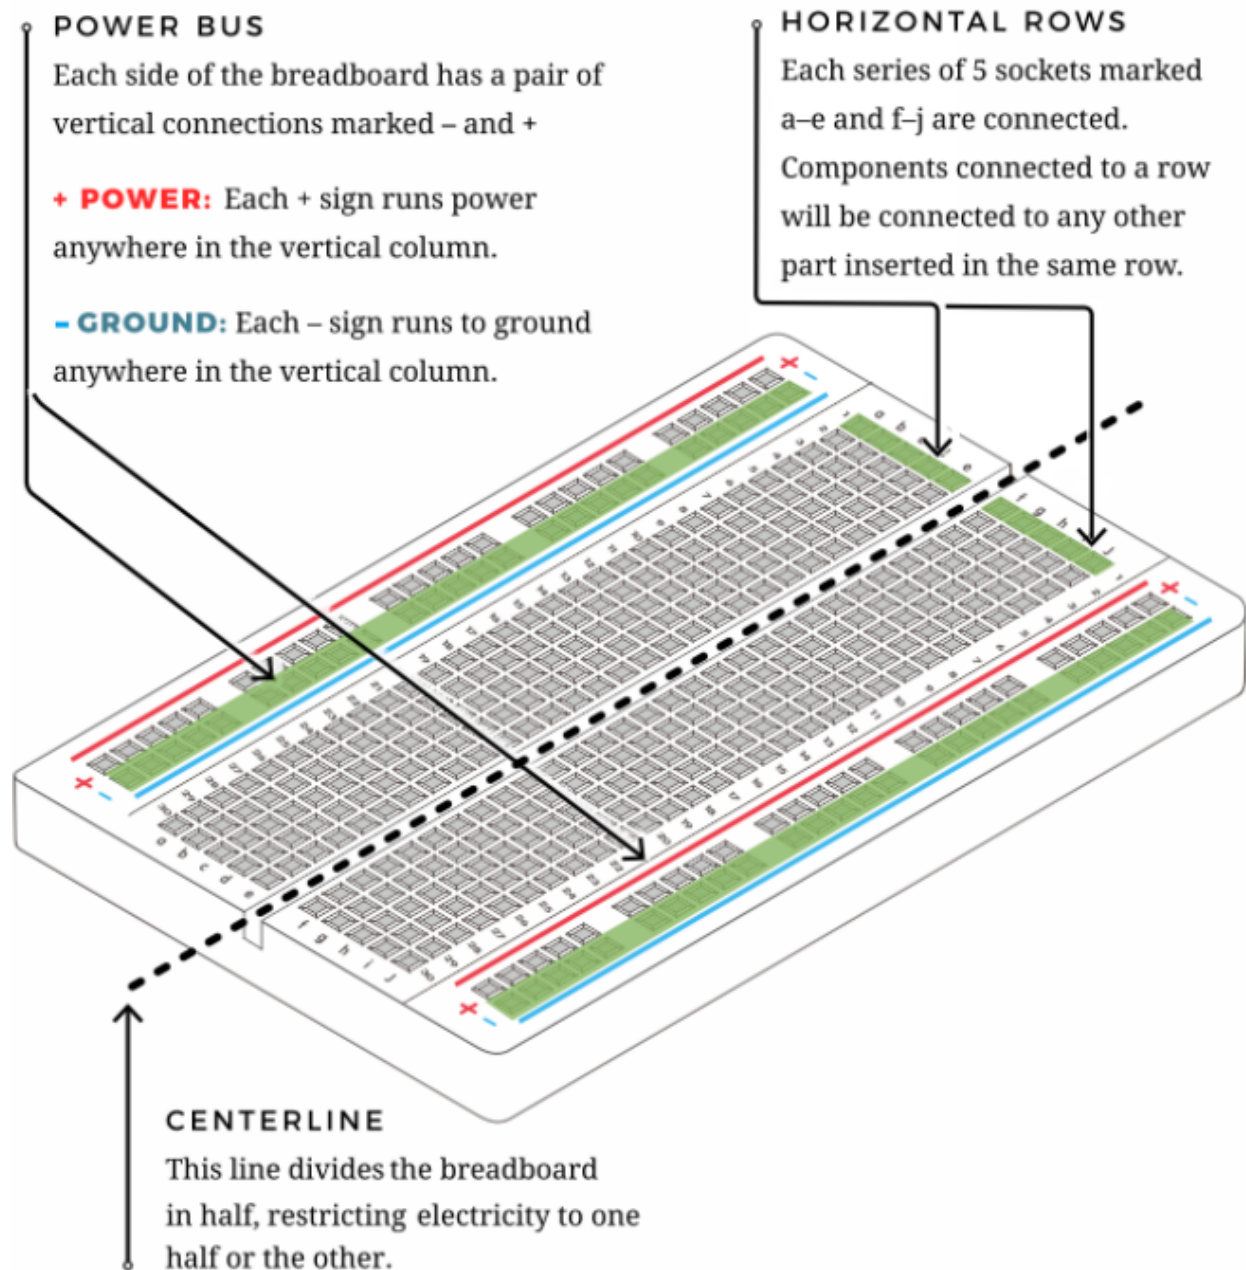 POWER BUS
Each side of the breadboard has a pair of
vertical connections marked – and +
+ POWER: Each + sign runs power
anywhere in the vertical column.
– GROUND: Each – sign runs to ground
anywhere in the vertical column.
HORIZONTAL ROWS
Each series of 5 sockets marked
a–e and f–j are connected.
Components connected to a row
will be connected to any other
part inserted in the same row.
+ –
a b e
f g h j
+ –
+ –
a b c d e
f g h i j
+ –
CENTERLINE
This line divides the breadboard
in half, restricting electricity to one
half or the other.